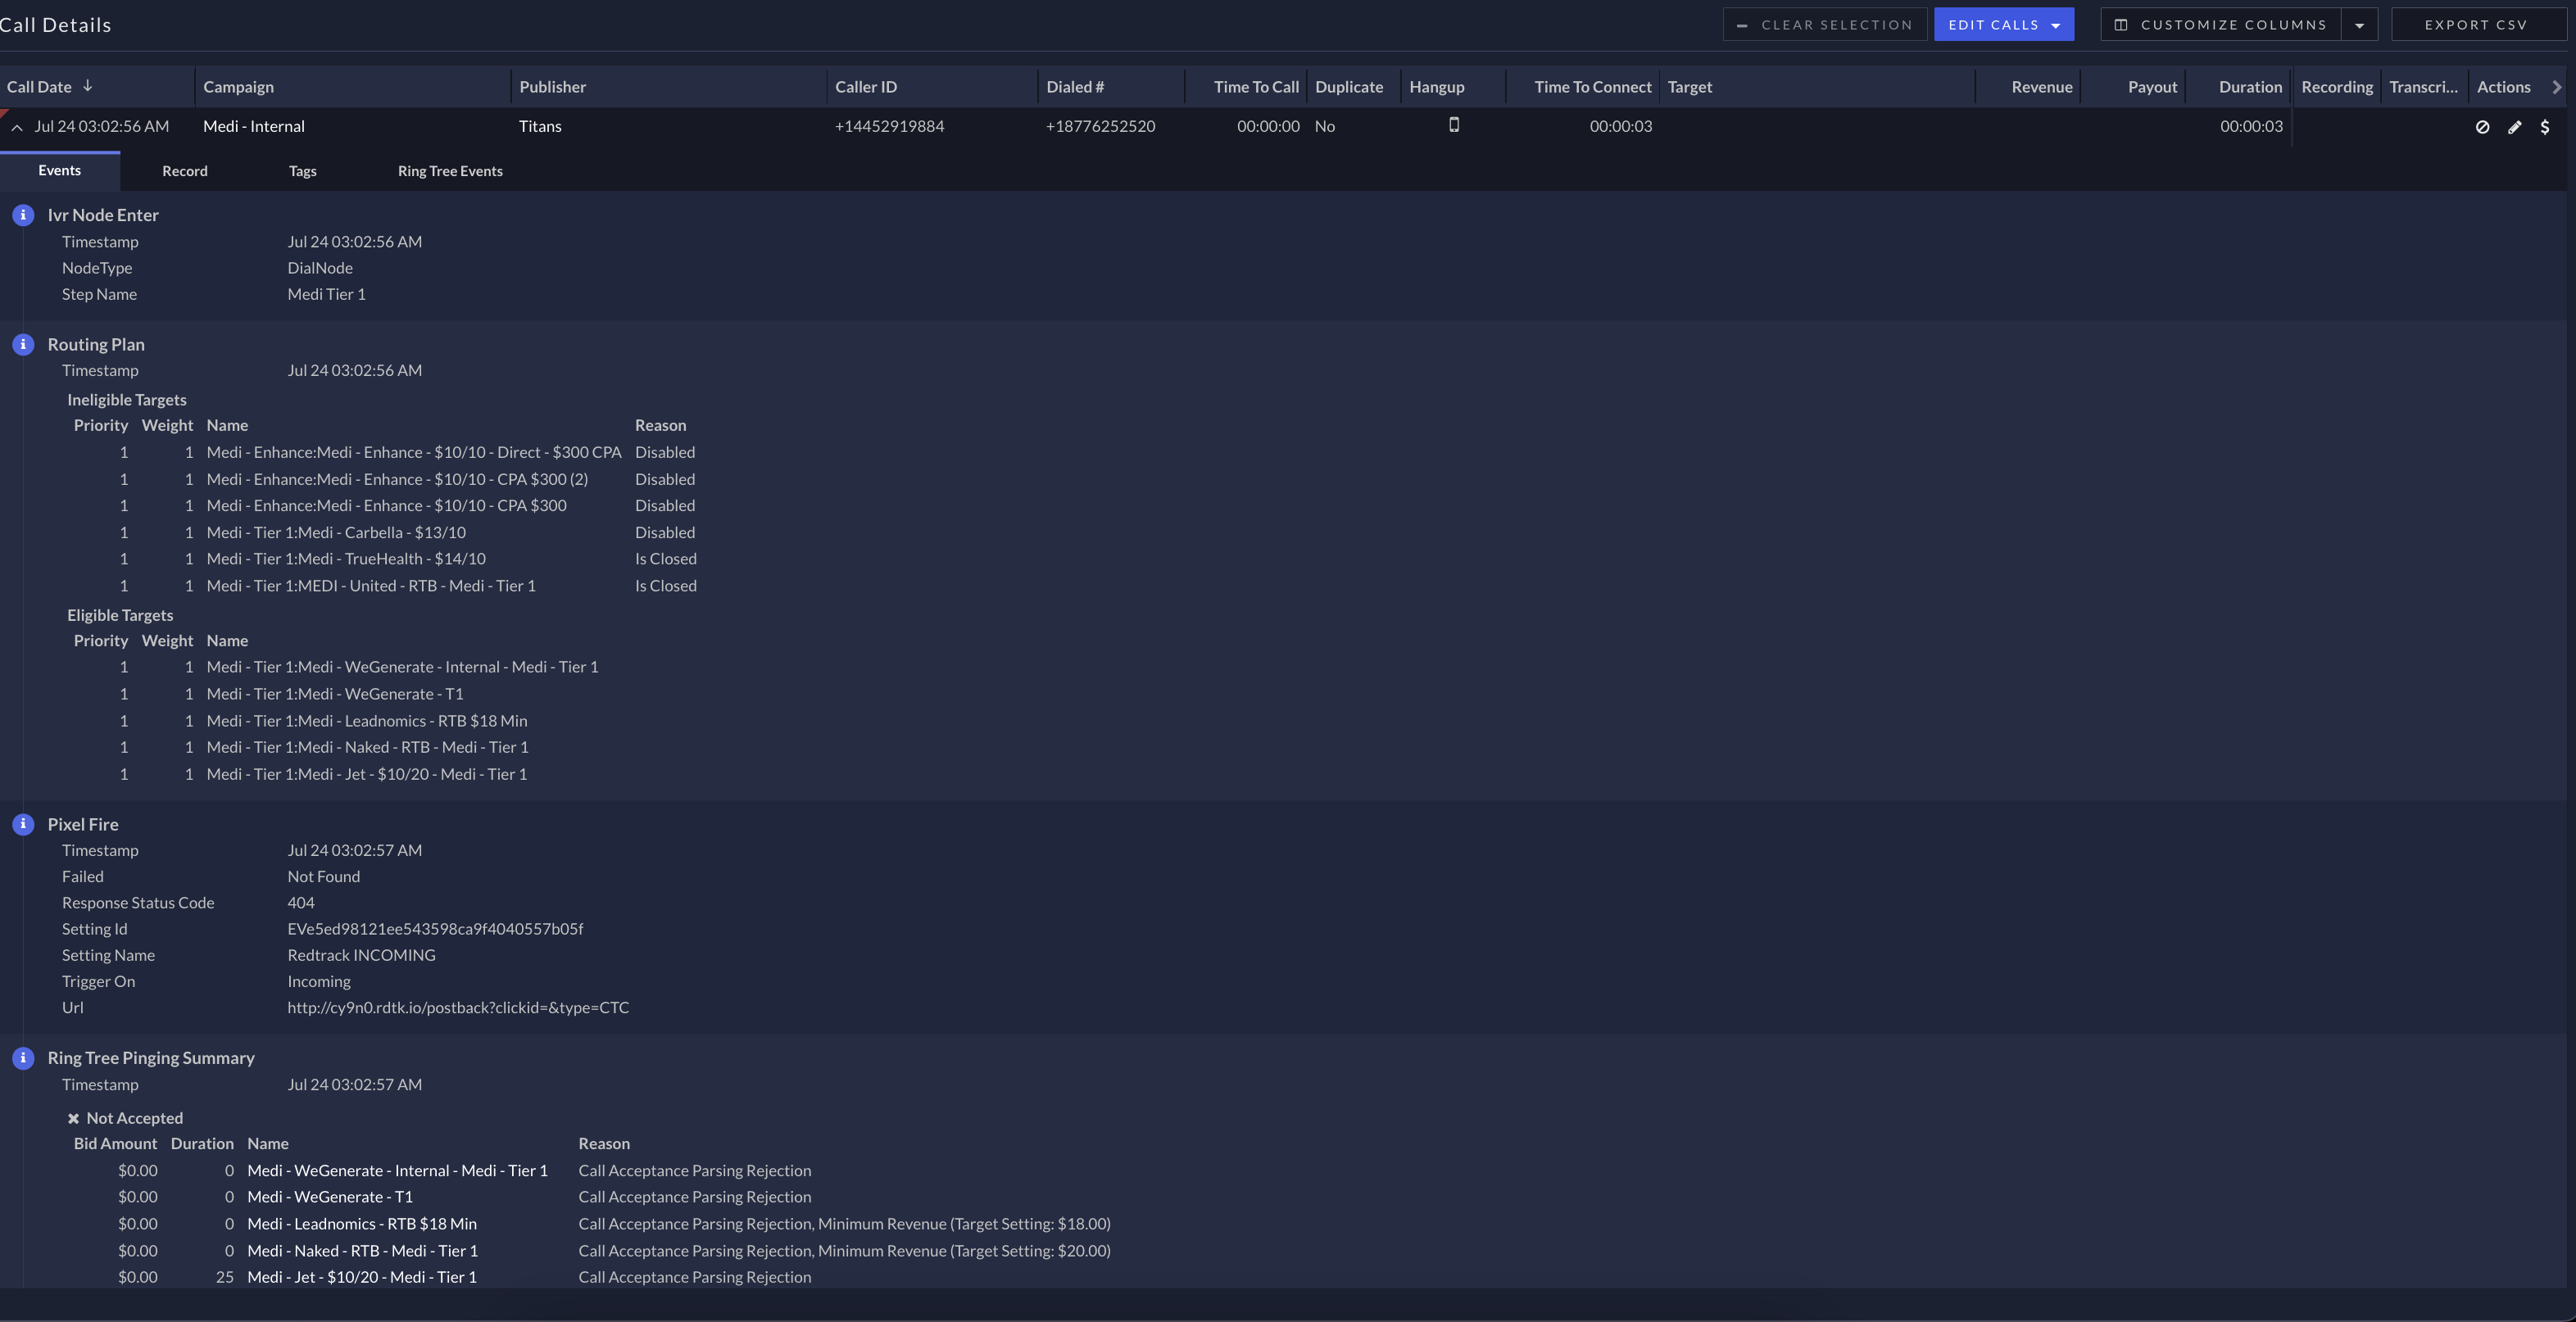 Call Details
CLEAR SELECTION EDIT CALLS CUSTOMIZE COLUMNS EXPORT CSV
Call Date Campaign Publisher Caller ID Dialed # Time To Call Duplicate Hangup Time To Connect Target Revenue Payout Duration Recording Transcri... Actions
Jul 24 03:02:56 AM Medi - Internal Titans +14452919884 +18776252520 00:00:00 No 00:00:03 00:00:03
Events Record Tags Ring Tree Events
Ivr Node Enter
Timestamp Jul 24 03:02:56 AM
NodeType DialNode
Step Name Medi Tier 1
Routing Plan
Timestamp Jul 24 03:02:56 AM
Ineligible Targets
Priority Weight Name Reason
1 1 Medi - Enhance:Medi - Enhance - $10/10 - Direct - $300 CPA Disabled
1 1 Medi - Enhance:Medi - Enhance - $10/10 - CPA $300 (2) Disabled
1 1 Medi - Enhance:Medi - Enhance - $10/10 - CPA $300 Disabled
1 1 Medi - Tier 1:Medi - Carbella - $13/10 Disabled
1 1 Medi - Tier 1:Medi - TrueHealth - $14/10 Is Closed
1 1 Medi - Tier 1:MEDI - United - RTB - Medi - Tier 1 Is Closed
Eligible Targets
Priority Weight Name
1 1 Medi - Tier 1:Medi - WeGenerate - Internal - Medi - Tier 1
1 1 Medi - Tier 1:Medi - WeGenerate - T1
1 1 Medi - Tier 1:Medi - Leadnomics - RTB $18 Min
1 1 Medi - Tier 1:Medi - Naked - RTB - Medi - Tier 1
1 1 Medi - Tier 1:Medi - Jet - $10/20 - Medi - Tier 1
Pixel Fire
Timestamp Jul 24 03:02:57 AM
Failed Not Found
Response Status Code 404
Setting Id EVe5ed98121ee543598ca9f4040557b05f
Setting Name Redtrack INCOMING
Trigger On Incoming
Url http://cy9n0.rdtk.io/postback?clickid=&type=CTC
Ring Tree Pinging Summary
Timestamp Jul 24 03:02:57 AM
Not Accepted
Bid Amount Duration Name Reason
$0.00 0 Medi - WeGenerate - Internal - Medi - Tier 1 Call Acceptance Parsing Rejection
$0.00 0 Medi - WeGenerate - T1 Call Acceptance Parsing Rejection
$0.00 0 Medi - Leadnomics - RTB $18 Min Call Acceptance Parsing Rejection, Minimum Revenue (Target Setting: $18.00)
$0.00 0 Medi - Naked - RTB - Medi - Tier 1 Call Acceptance Parsing Rejection, Minimum Revenue (Target Setting: $20.00)
$0.00 25 Medi - Jet - $10/20 - Medi - Tier 1 Call Acceptance Parsing Rejection